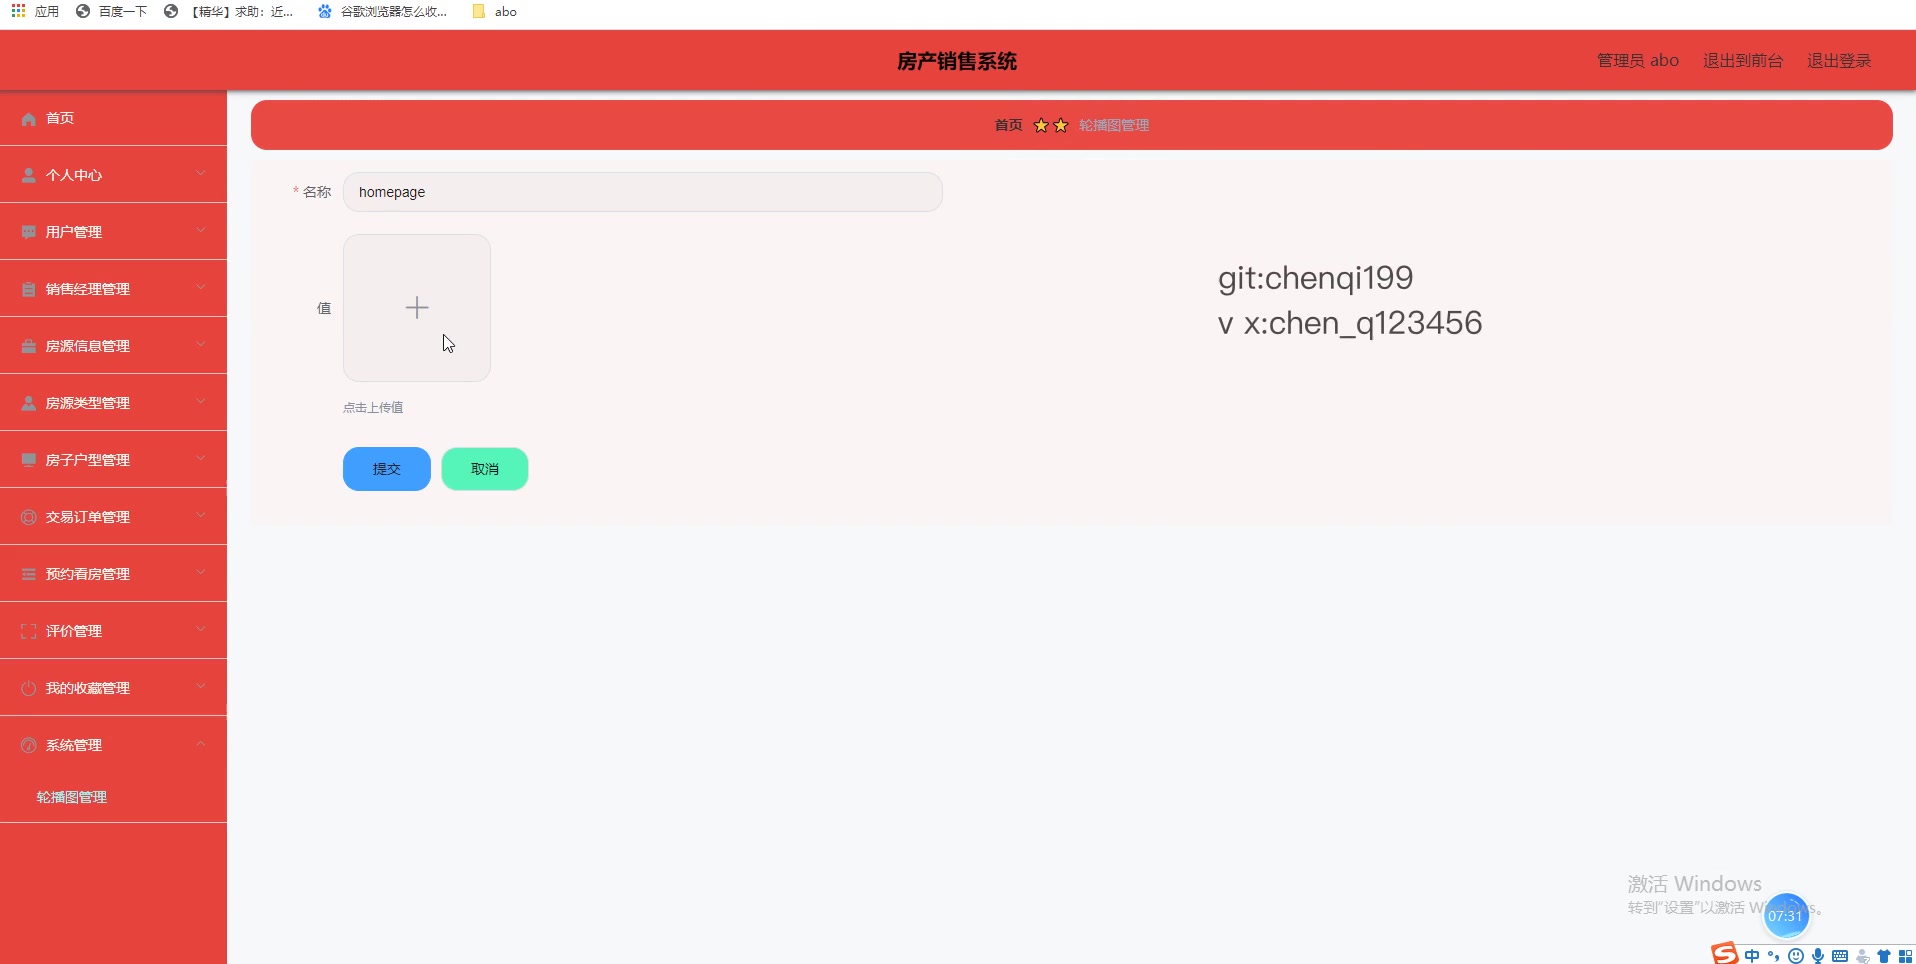 应用 百度一下 【精华】求助：近... 谷歌浏览器怎么收... abo
房产销售系统
管理员 abo 退出到前台 退出登录
首页
个人中心
用户管理
销售经理管理
房源信息管理
房源类型管理
房子户型管理
交易订单管理
预约看房管理
评价管理
我的收藏管理
系统管理
轮播图管理
首页 轮播图管理
* 名称 homepage
值
点击上传值
提交 取消
git:chenqi199
v x:chen_q123456
激活 Windows
转到"设置"以激活 Windows。
07:31
中